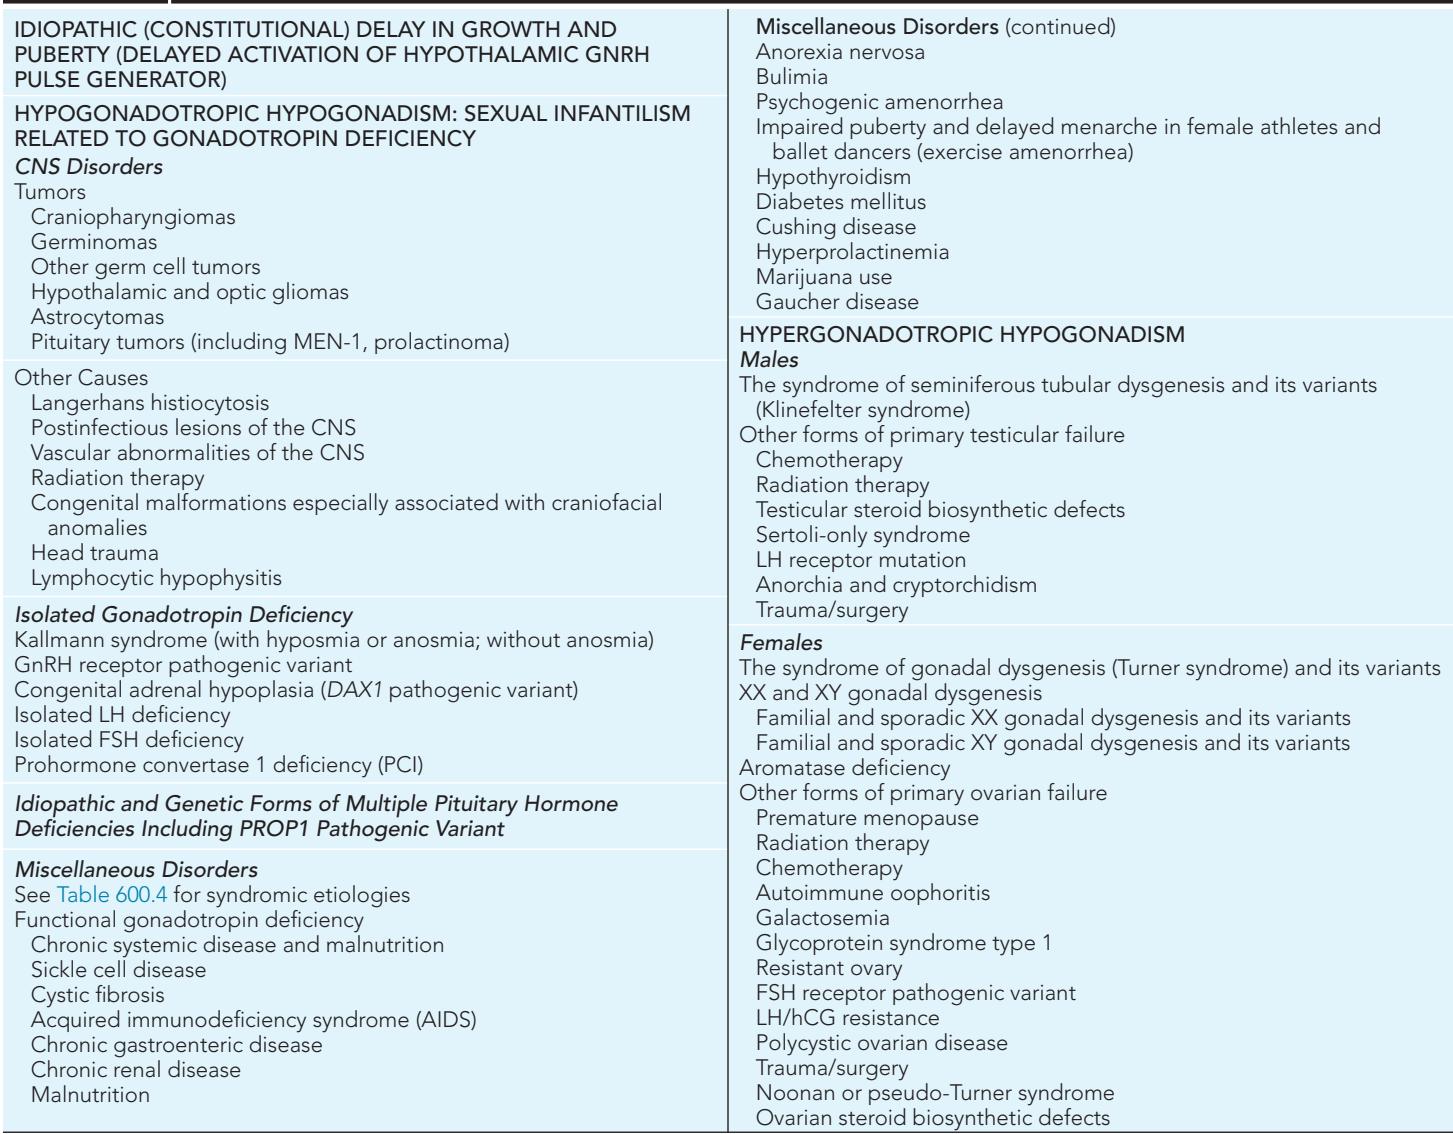 IDIOPATHIC (CONSTITUTIONAL) DELAY IN GROWTH AND
PUBERTY (DELAYED ACTIVATION OF HYPOTHALAMIC GNRH
PULSE GENERATOR)
HYPOGONADOTROPIC HYPOGONADISM: SEXUAL INFANTILISM
RELATED TO GONADOTROPIN DEFICIENCY
CNS Disorders
Tumors
Craniopharyngiomas
Germinomas
Other germ cell tumors
Hypothalamic and optic gliomas
Astrocytomas
Pituitary tumors (including MEN-1, prolactinoma)
Other Causes
Langerhans histiocytosis
Postinfectious lesions of the CNS
Vascular abnormalities of the CNS
Radiation therapy
Congenital malformations especially associated with craniofacial
anomalies
Head trauma
Lymphocytic hypophysitis
Isolated Gonadotropin Deficiency
Kallmann syndrome (with hyposmia or anosmia; without anosmia)
GnRH receptor pathogenic variant
Congenital adrenal hypoplasia (DAX1 pathogenic variant)
Isolated LH deficiency
Isolated FSH deficiency
Prohormone convertase 1 deficiency (PCI)
Idiopathic and Genetic Forms of Multiple Pituitary Hormone
Deficiencies Including PROP1 Pathogenic Variant
Miscellaneous Disorders
See Table 600.4 for syndromic etiologies
Functional gonadotropin deficiency
Chronic systemic disease and malnutrition
Sickle cell disease
Cystic fibrosis
Acquired immunodeficiency syndrome (AIDS)
Chronic gastroenteric disease
Chronic renal disease
Malnutrition
Miscellaneous Disorders (continued)
Anorexia nervosa
Bulimia
Psychogenic amenorrhea
Impaired puberty and delayed menarche in female athletes and
ballet dancers (exercise amenorrhea)
Hypothyroidism
Diabetes mellitus
Cushing disease
Hyperprolactinemia
Marijuana use
Gaucher disease
HYPERGONADOTROPIC HYPOGONADISM
Males
The syndrome of seminiferous tubular dysgenesis and its variants
(Klinefelter syndrome)
Other forms of primary testicular failure
Chemotherapy
Radiation therapy
Testicular steroid biosynthetic defects
Sertoli-only syndrome
LH receptor mutation
Anorchia and cryptorchidism
Trauma/surgery
Females
The syndrome of gonadal dysgenesis (Turner syndrome) and its variants
XX and XY gonadal dysgenesis
Familial and sporadic XX gonadal dysgenesis and its variants
Familial and sporadic XY gonadal dysgenesis and its variants
Aromatase deficiency
Other forms of primary ovarian failure
Premature menopause
Radiation therapy
Chemotherapy
Autoimmune oophoritis
Galactosemia
Glycoprotein syndrome type 1
Resistant ovary
FSH receptor pathogenic variant
LH/hCG resistance
Polycystic ovarian disease
Trauma/surgery
Noonan or pseudo-Turner syndrome
Ovarian steroid biosynthetic defects